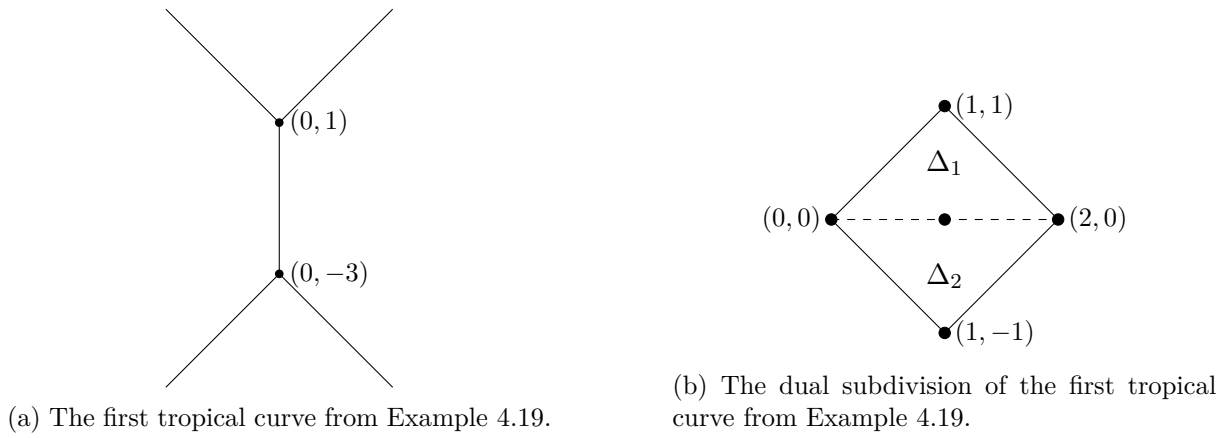 (0, 1)
(0, −3)
(a) The first tropical curve from Example 4.19.
(1, 1)
Δ₁
(0, 0)
(2, 0)
Δ₂
(1, −1)
(b) The dual subdivision of the first tropical
curve from Example 4.19.